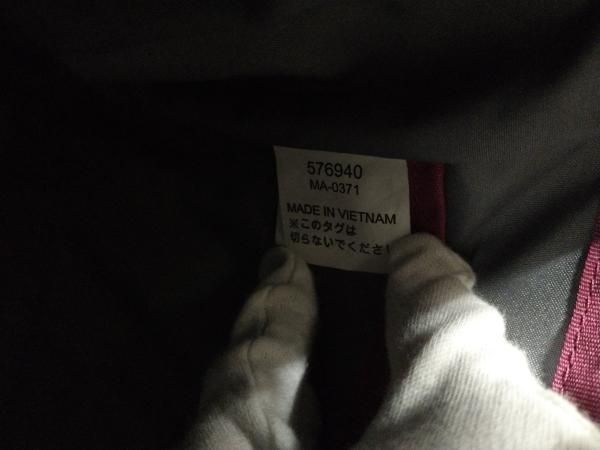 576940
MA-0371
MADE IN VIETNAM
※このタグは
切らないでください